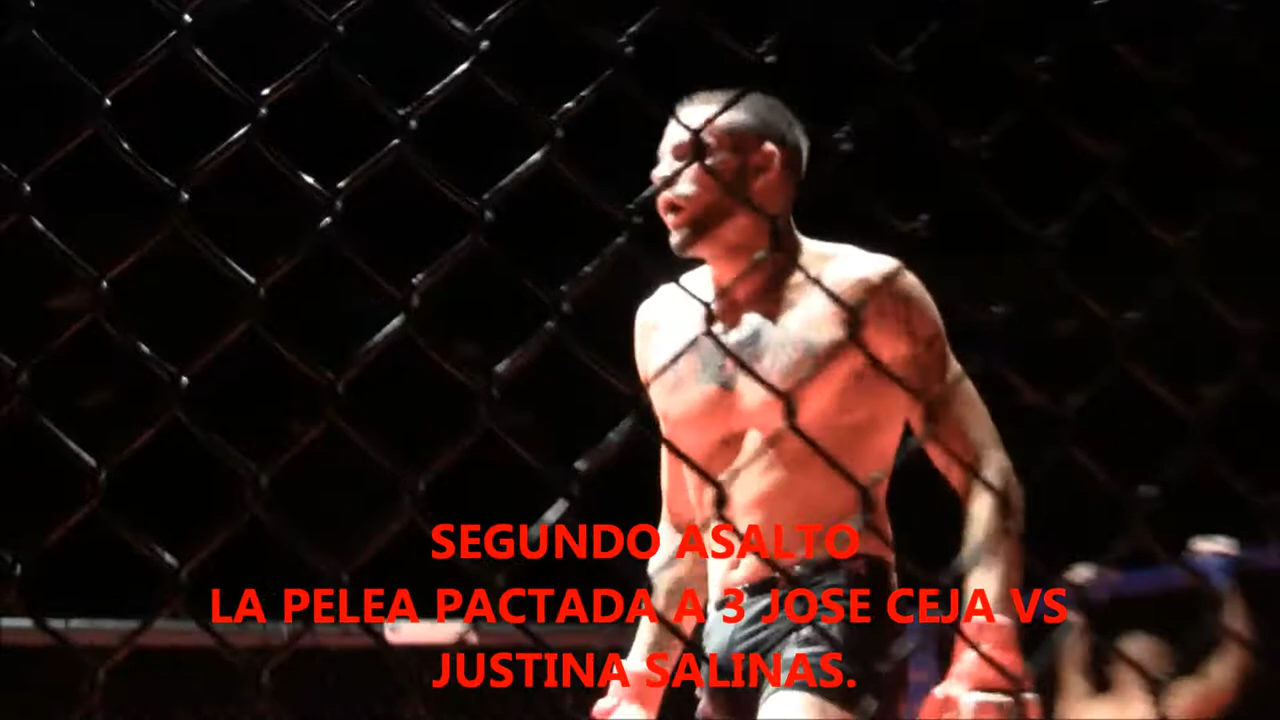 SEGUNDO ASALTO
LA PELEA PACTADA A 3 JOSE CEJA VS
JUSTINA SALINAS.